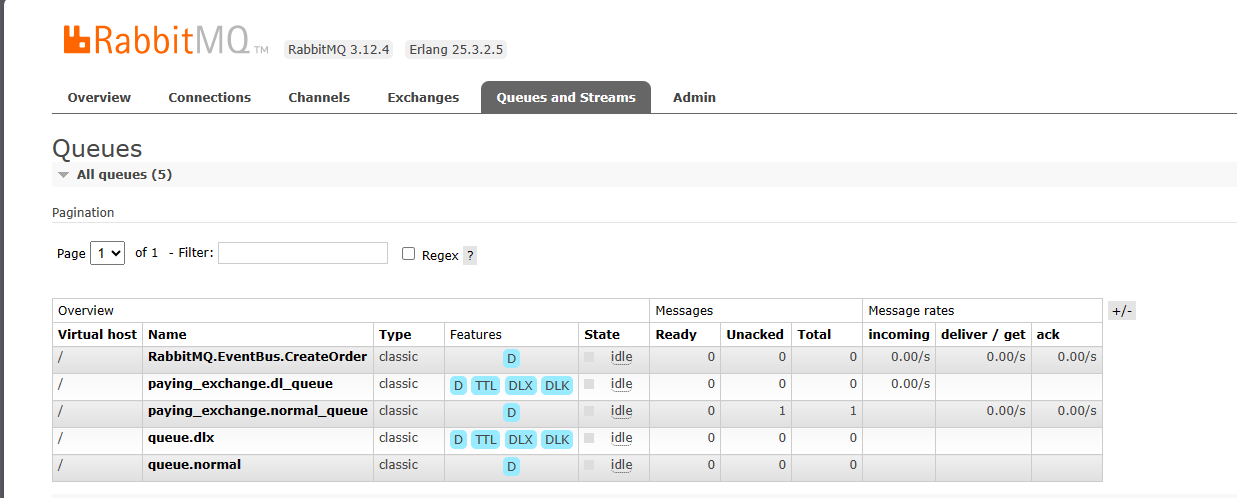 RabbitMQ TM RabbitMQ 3.12.4 Erlang 25.3.2.5
Overview Connections Channels Exchanges Queues and Streams Admin
Queues
All queues (5)
Pagination
Page 1 of 1 - Filter: Regex ?
Overview Messages Message rates +/-
Virtual host Name Type Features State Ready Unacked Total incoming deliver / get ack
/ RabbitMQ.EventBus.CreateOrder classic D idle 0 0 0 0.00/s 0.00/s 0.00/s
/ paying_exchange.dl_queue classic D TTL DLX DLK idle 0 0 0 0.00/s
/ paying_exchange.normal_queue classic D idle 0 1 1 0.00/s 0.00/s
/ queue.dlx classic D TTL DLX DLK idle 0 0 0
/ queue.normal classic D idle 0 0 0